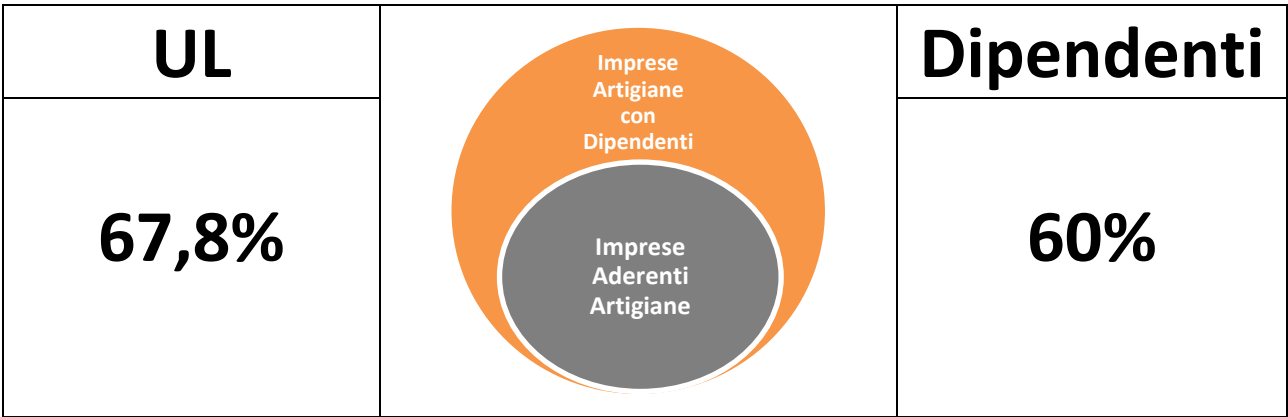 UL
67,8%
Imprese
Artigiane
con
Dipendenti
Imprese
Aderenti
Artigiane
Dipendenti
60%